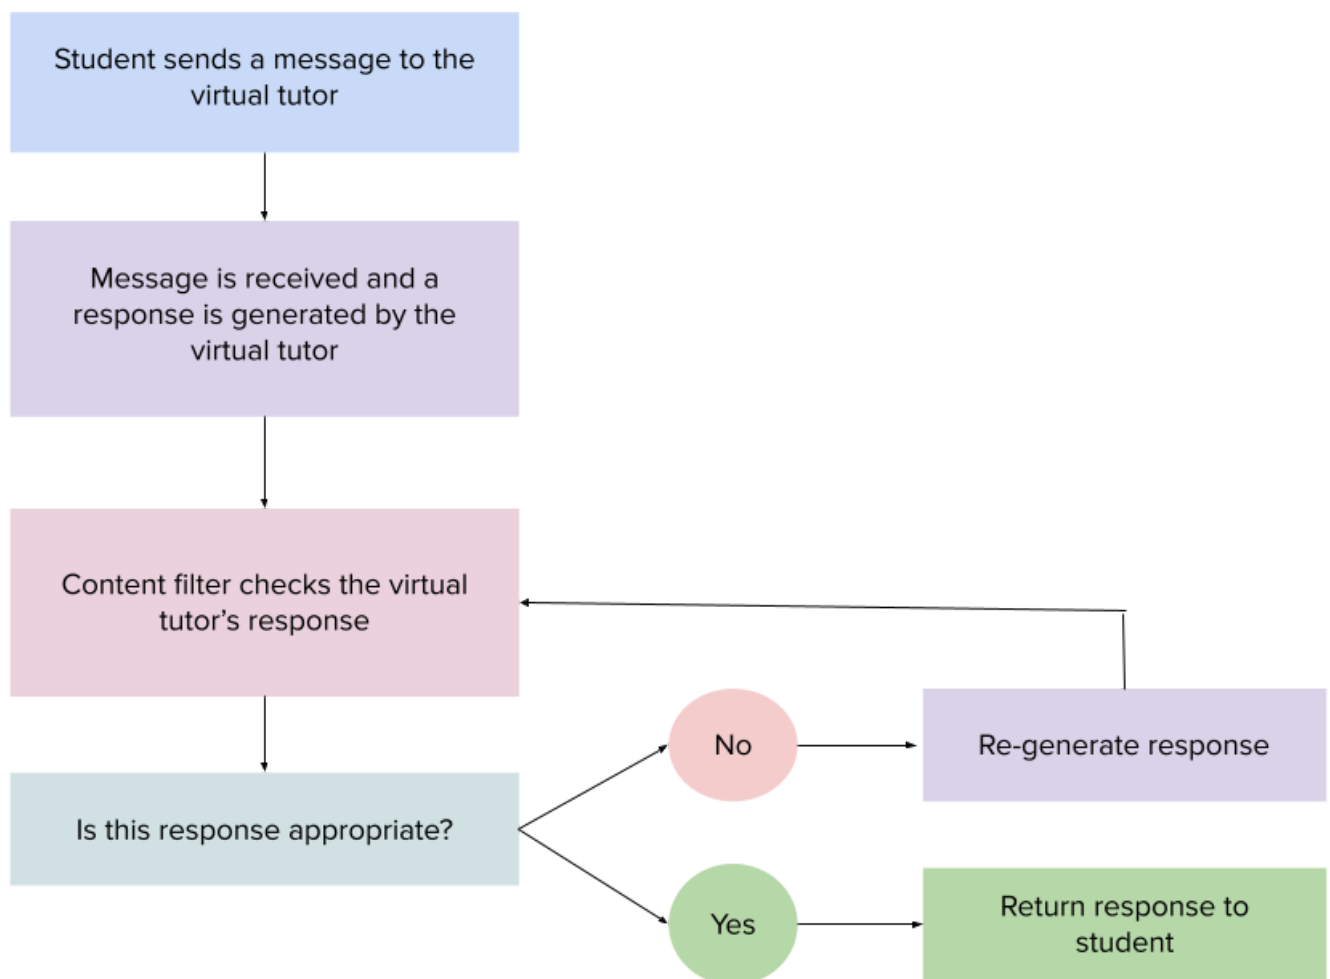 Student sends a message to the
virtual tutor
Message is received and a
response is generated by the
virtual tutor
Content filter checks the virtual
tutor’s response
Is this response appropriate?
No
Re-generate response
Yes
Return response to
student